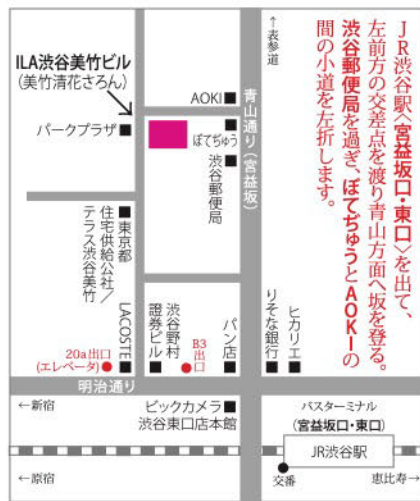 JR渋谷駅〈宮益坂口・東口〉を出て、
左前方の交差点を渡り青山方面へ坂を登る。
渋谷郵便局を過ぎ、ぼてぢゅうとAOKIの
間の小道を左折します。
←表参道
ILA渋谷美竹ビル
(美竹清花さろん)
AOKI
青山通り(宮益坂)
パークプラザ
ぼてぢゅう
渋谷郵便局
東京都
住宅供給公社/
テラス渋谷美竹
LACOSTE
渋谷野村
證券ビル
B3
出口
パン店
りそな銀行
ヒカリエ
20a出口
(エレベータ)
明治通り
←新宿
ビックカメラ
渋谷東口店本館
バスターミナル
(宮益坂口・東口)
JR渋谷駅
←原宿
交番
恵比寿→